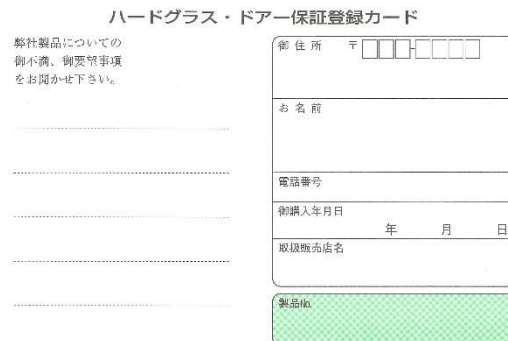 ハードグラス・ドアー保証登録カード
弊社製品についての
御不満、御要望事項
をお聞かせ下さい。
御住所 〒
お名前
電話番号
御購入年月日
年 月 日
取扱販売店名
製品No.